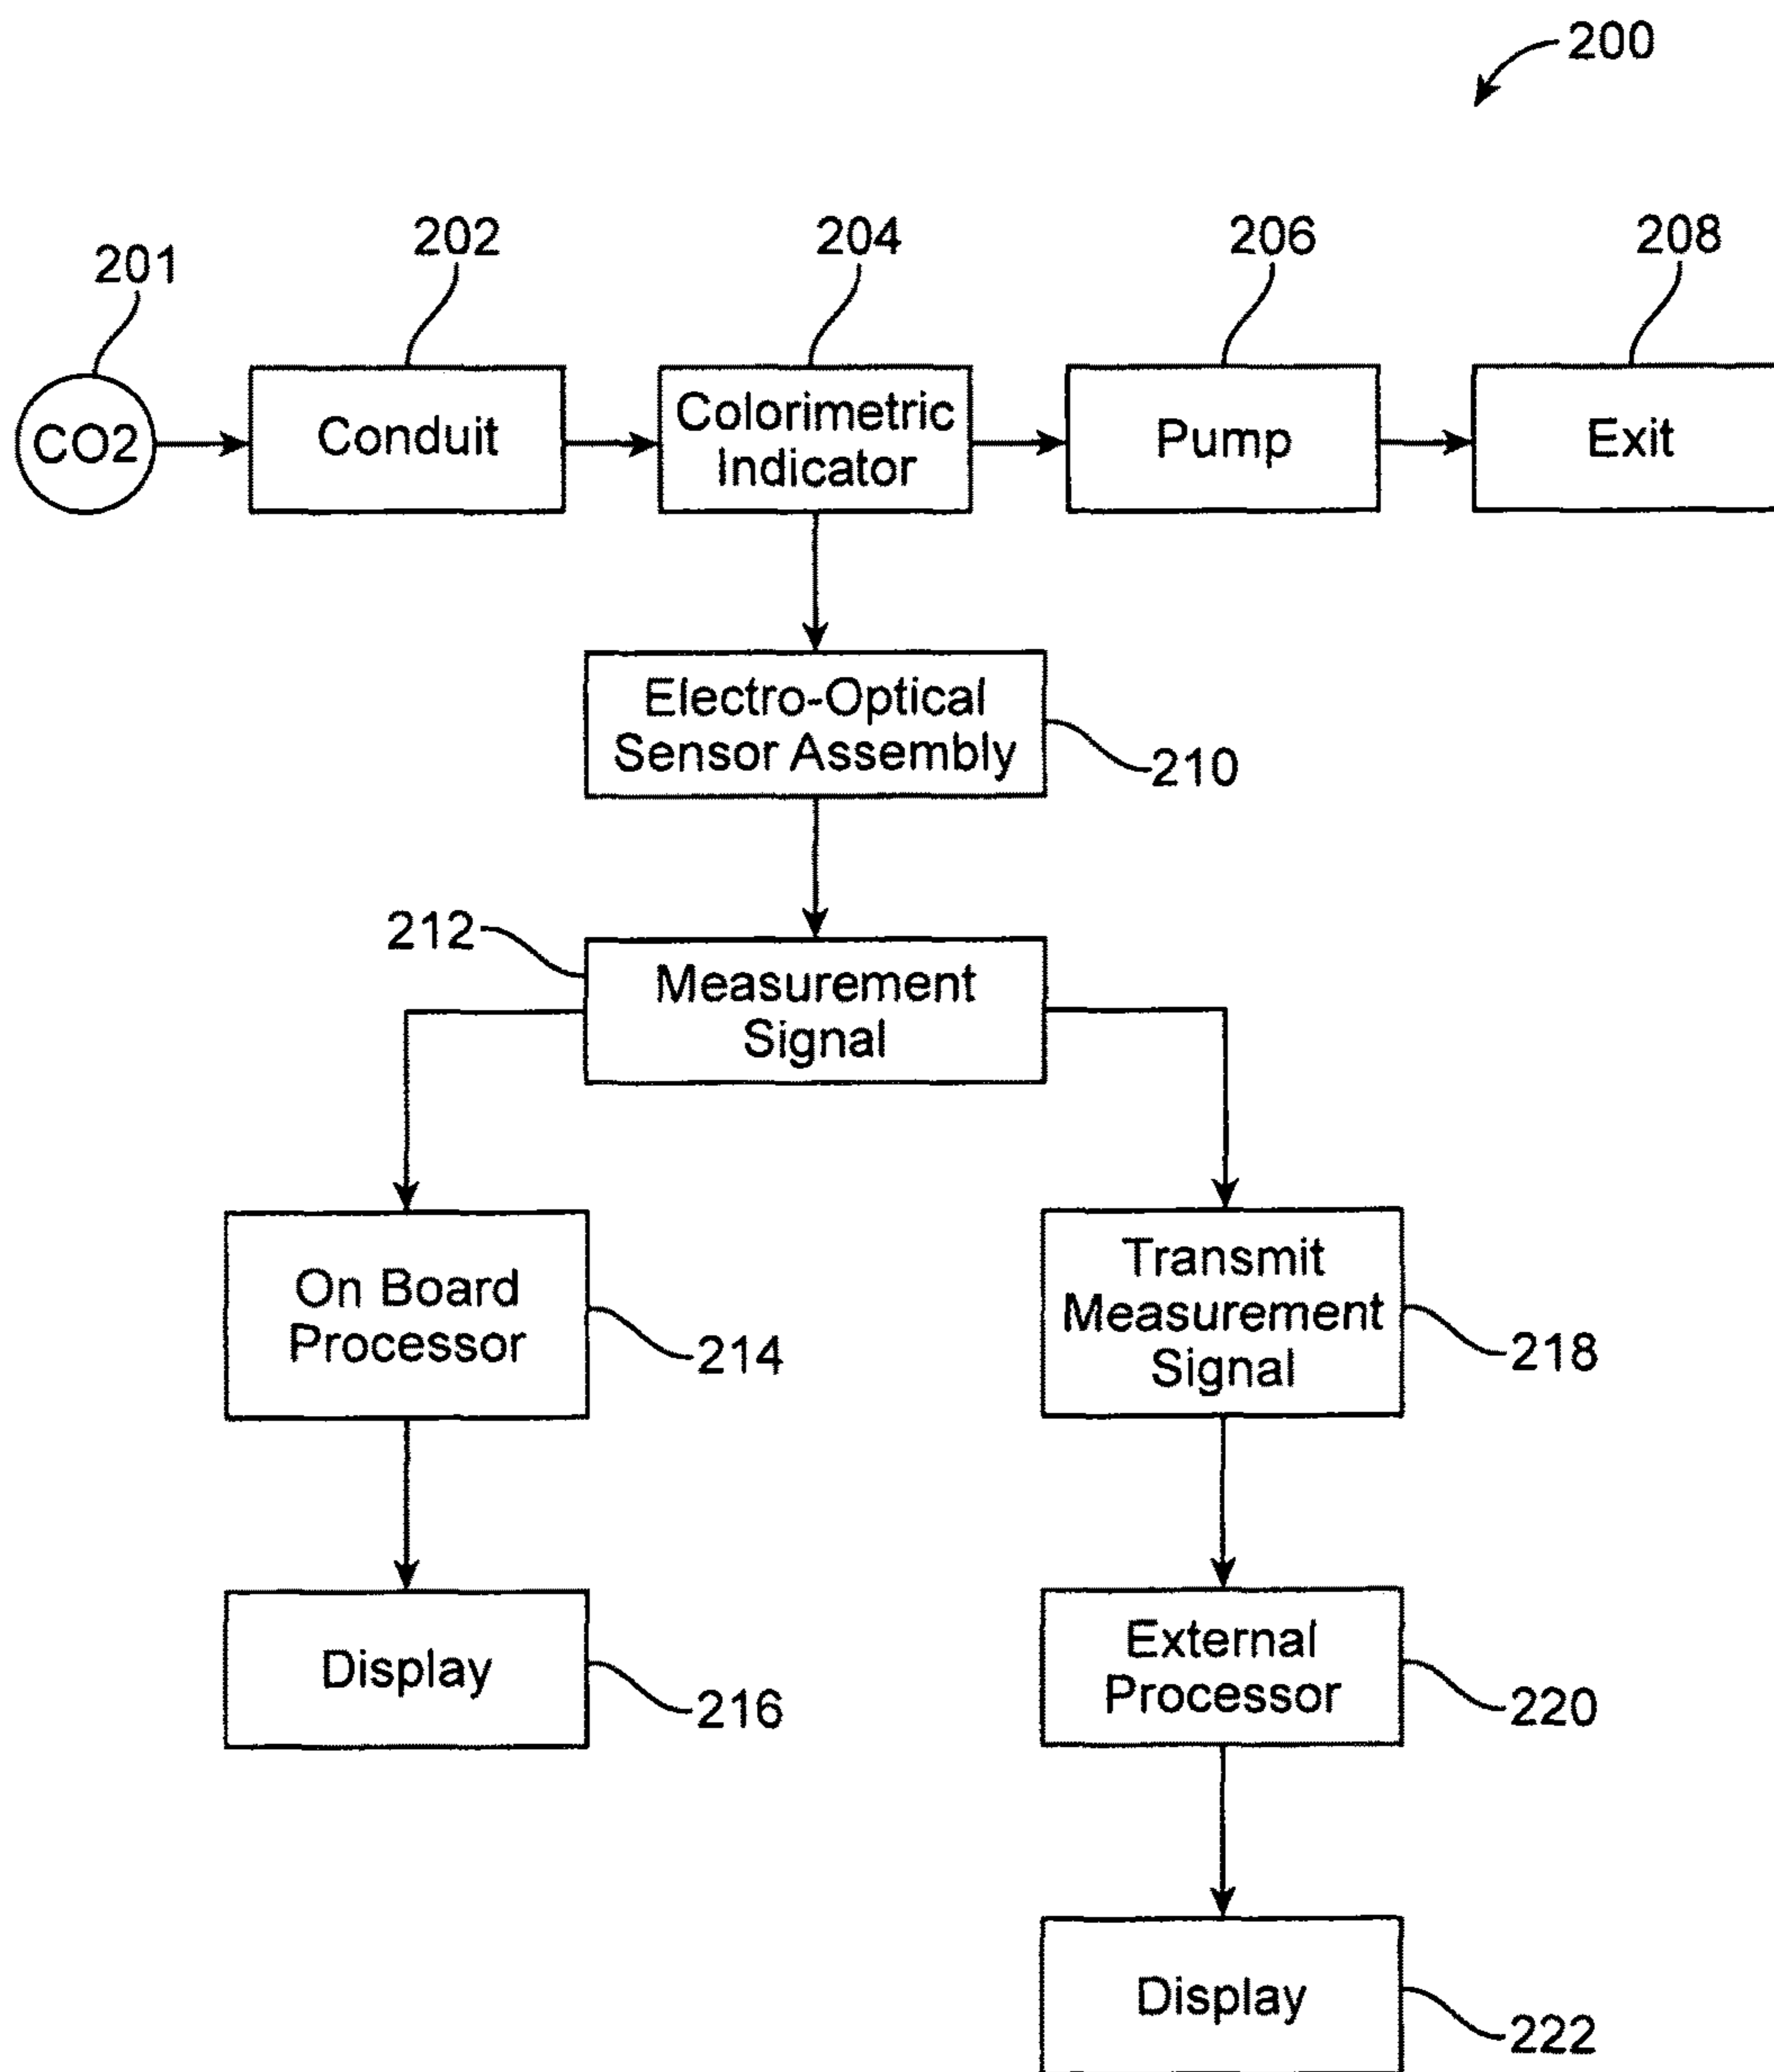 200
201
202
204
206
208
CO2
Conduit
Colorimetric
Indicator
Pump
Exit
Electro-Optical
Sensor Assembly
210
212
Measurement
Signal
On Board
Processor
214
Transmit
Measurement
Signal
218
Display
216
External
Processor
220
Display
222